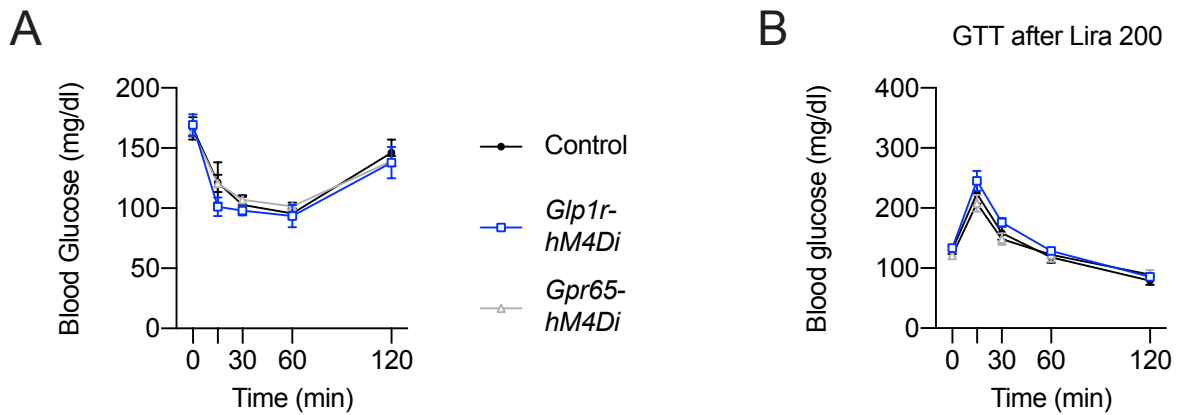 A
Blood Glucose (mg/dl)
200
150
100
50
0
0
30
60
120
Time (min)
Control
Glp1r-
hM4Di
Gpr65-
hM4Di
B
GTT after Lira 200
Blood glucose (mg/dl)
400
300
200
100
0
0
30
60
120
Time (min)